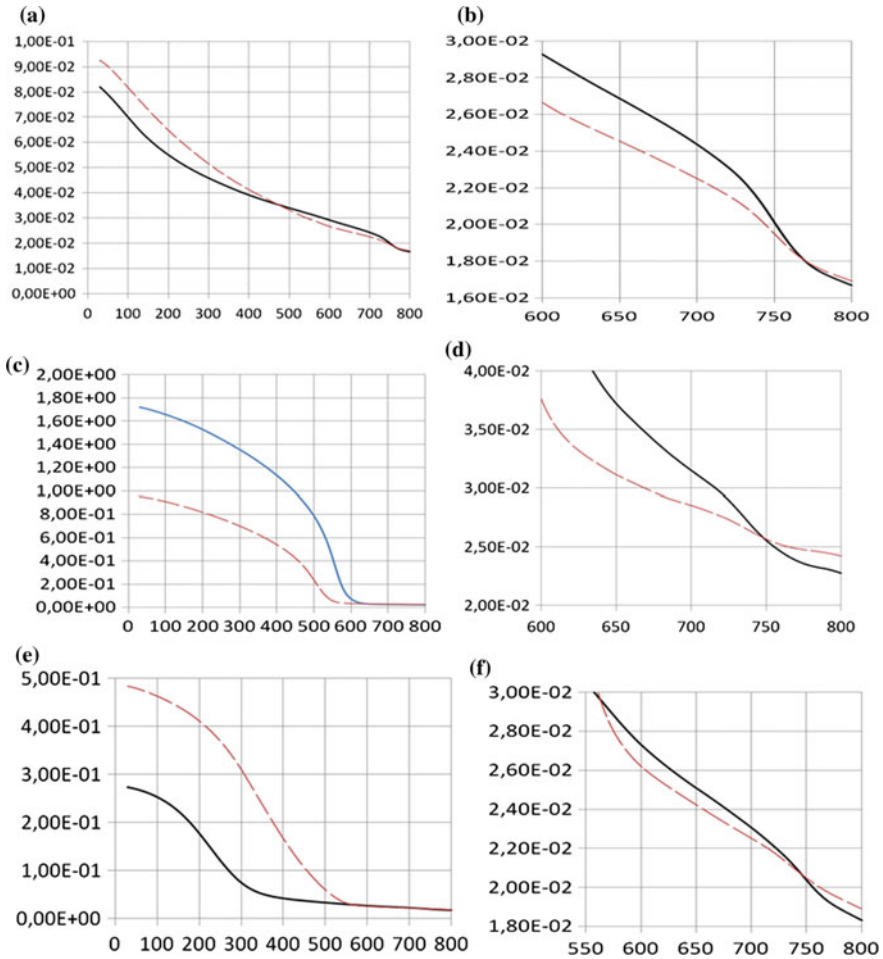 (a)
1,00E-01
9,00E-02
8,00E-02
7,00E-02
6,00E-02
5,00E-02
4,00E-02
3,00E-02
2,00E-02
1,00E-02
0,00E+00
0 100 200 300 400 500 600 700 800
(b)
3,00E-02
2,80E-02
2,60E-02
2,40E-02
2,20E-02
2,00E-02
1,80E-02
1,60E-02
600 650 700 750 800
(c)
2,00E+00
1,80E+00
1,60E+00
1,40E+00
1,20E+00
1,00E+00
8,00E-01
6,00E-01
4,00E-01
2,00E-01
0,00E+00
0 100 200 300 400 500 600 700 800
(d)
4,00E-02
3,50E-02
3,00E-02
2,50E-02
2,00E-02
600 650 700 750 800
(e)
5,00E-01
4,00E-01
3,00E-01
2,00E-01
1,00E-01
0,00E+00
0 100 200 300 400 500 600 700 800
(f)
3,00E-02
2,80E-02
2,60E-02
2,40E-02
2,20E-02
2,00E-02
1,80E-02
550 600 650 700 750 800